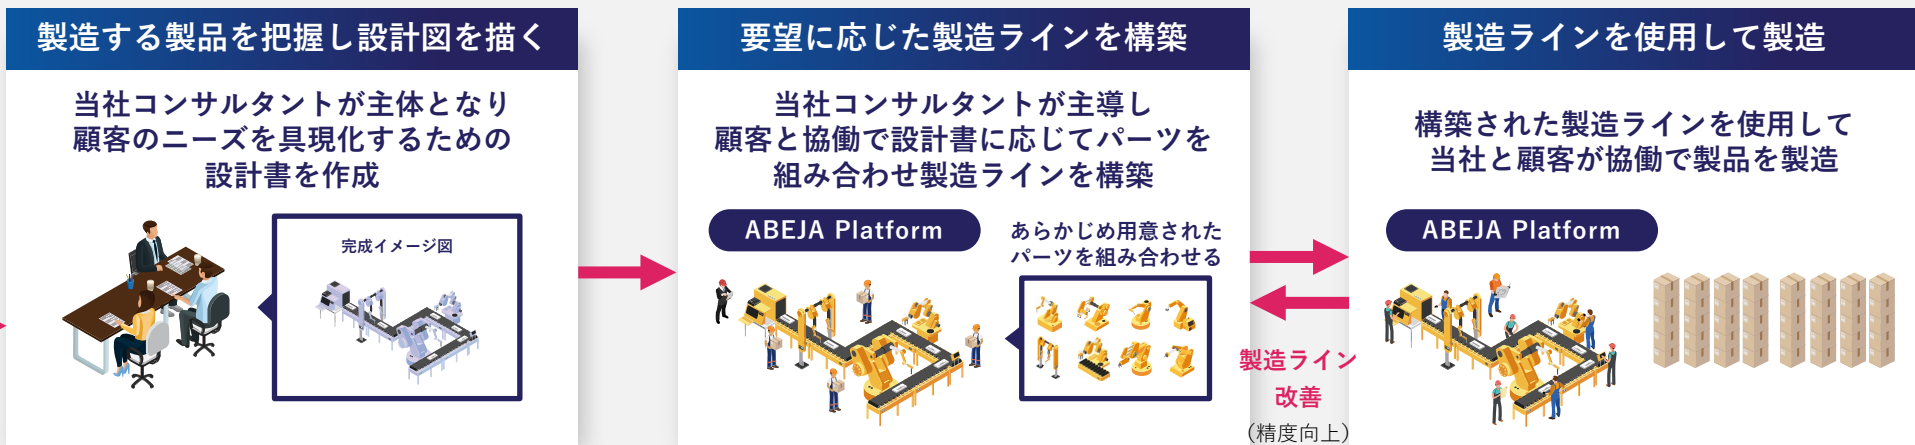 製造する製品を把握し設計図を描く
当社コンサルタントが主体となり
顧客のニーズを具現化するための
設計書を作成
完成イメージ図
要望に応じた製造ラインを構築
当社コンサルタントが主導し
顧客と協働で設計書に応じてパーツを
組み合わせ製造ラインを構築
ABEJA Platform
あらかじめ用意された
パーツを組み合わせる
製造ライン
改善
(精度向上)
製造ラインを使用して製造
構築された製造ラインを使用して
当社と顧客が協働で製品を製造
ABEJA Platform